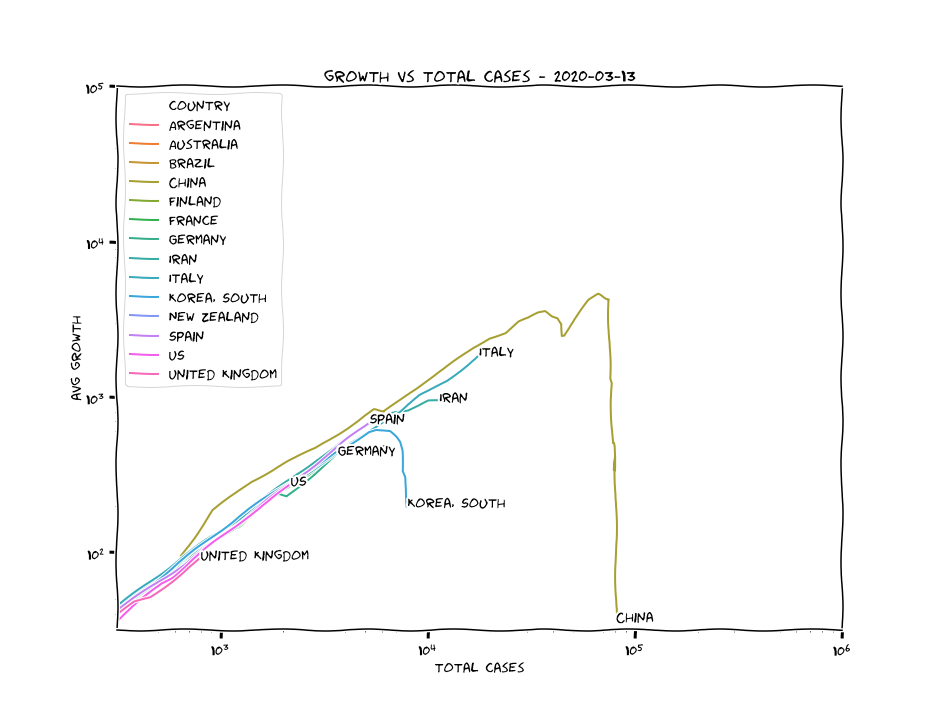 GROWTH VS TOTAL CASES - 2020-03-13
10⁵
10⁴
10³
10²
AVG GROWTH
COUNTRY
ARGENTINA
AUSTRALIA
BRAZIL
CHINA
FINLAND
FRANCE
GERMANY
IRAN
ITALY
KOREA, SOUTH
NEW ZEALAND
SPAIN
US
UNITED KINGDOM
ITALY
IRAN
SPAIN
GERMANY
US
KOREA, SOUTH
UNITED KINGDOM
CHINA
10³ 10⁴ 10⁵ 10⁶
TOTAL CASES